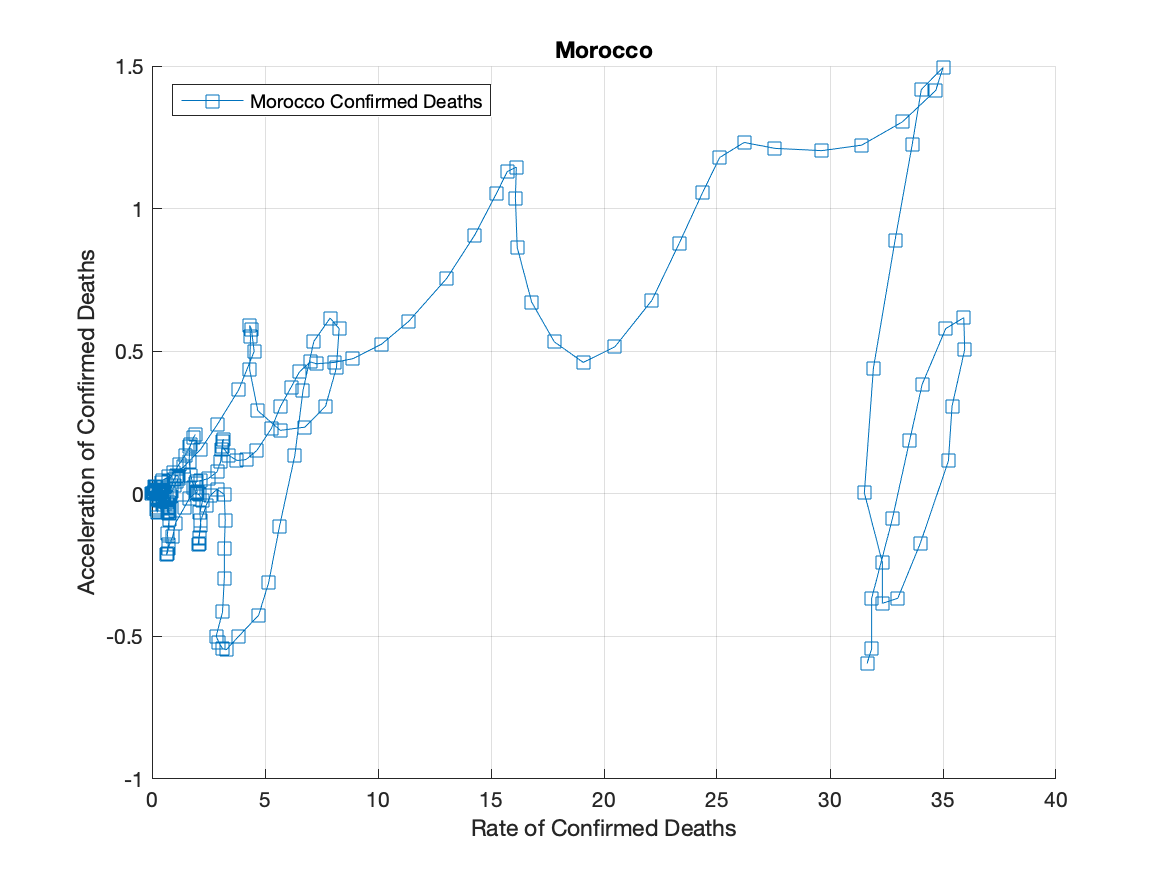 Morocco
Morocco Confirmed Deaths
1.5
1
0.5
0
-0.5
-1
Acceleration of Confirmed Deaths
0 5 10 15 20 25 30 35 40
Rate of Confirmed Deaths